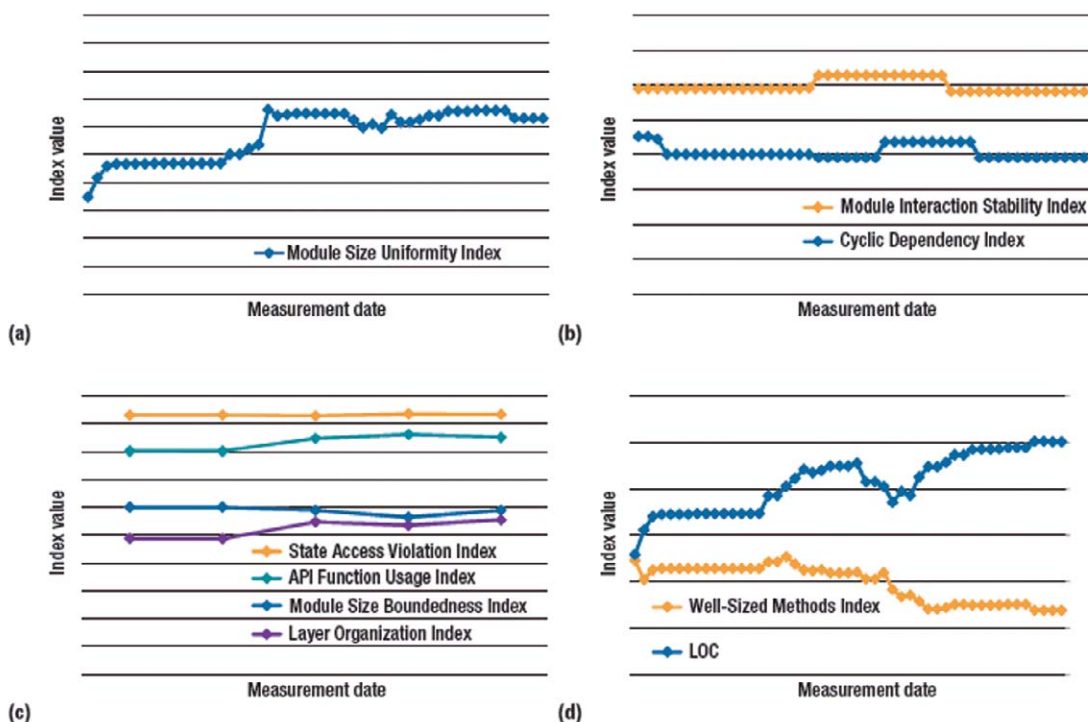 Index value
Module Size Uniformity Index
Measurement date
(a)
Index value
Module Interaction Stability Index
Cyclic Dependency Index
Measurement date
(b)
Index value
State Access Violation Index
API Function Usage Index
Module Size Boundedness Index
Layer Organization Index
Measurement date
(c)
Index value
Well-Sized Methods Index
LOC
Measurement date
(d)